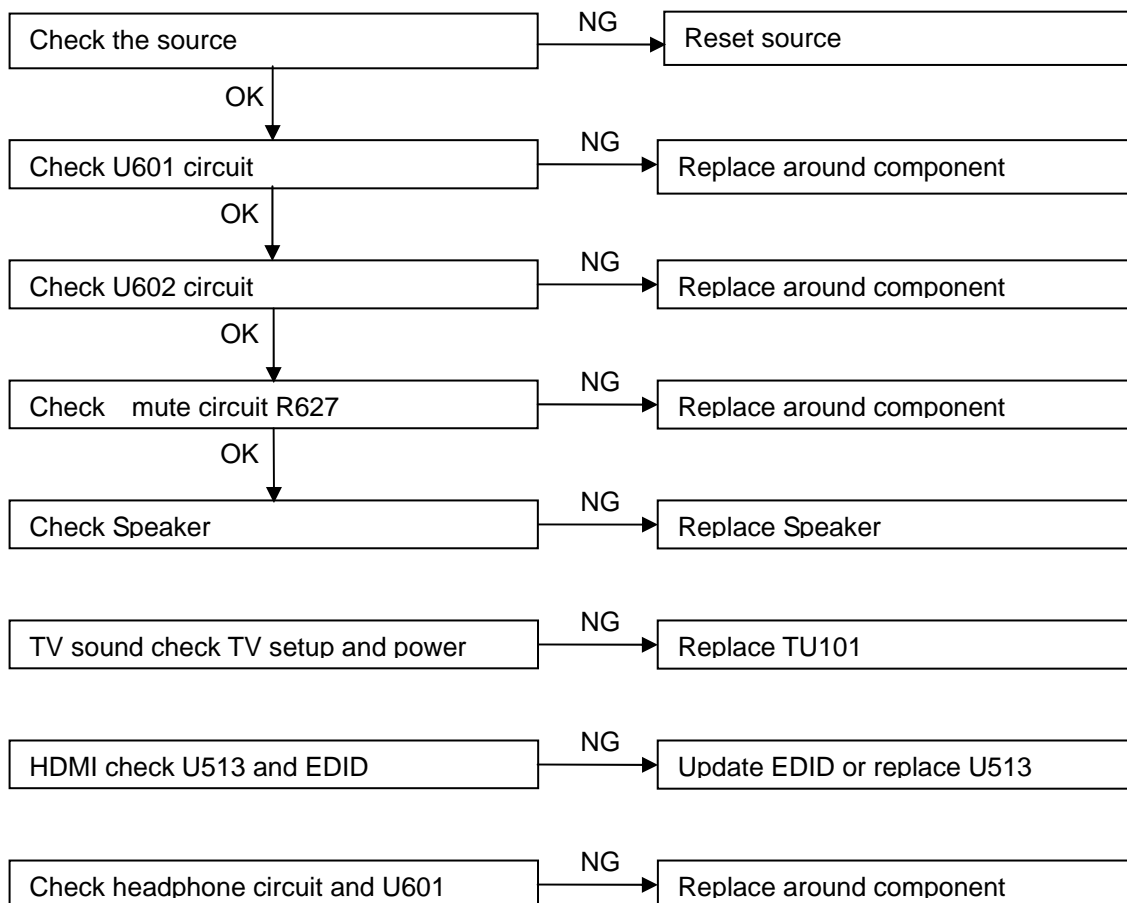 Check the source
NG
Reset source
OK
Check U601 circuit
NG
Replace around component
OK
Check U602 circuit
NG
Replace around component
OK
Check mute circuit R627
NG
Replace around component
OK
Check Speaker
NG
Replace Speaker
TV sound check TV setup and power
NG
Replace TU101
HDMI check U513 and EDID
NG
Update EDID or replace U513
Check headphone circuit and U601
NG
Replace around component